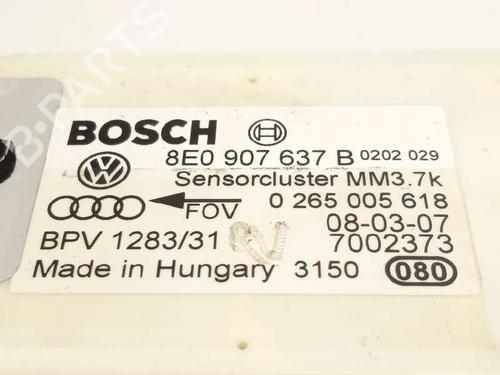 B-PARTS
BOSCH
8E0 907 637 B 0202 029
Sensorcluster MM3.7k
FOV 0 265 005 618
08-03-07
BPV 1283/31 7002373
Made in Hungary 3150 080